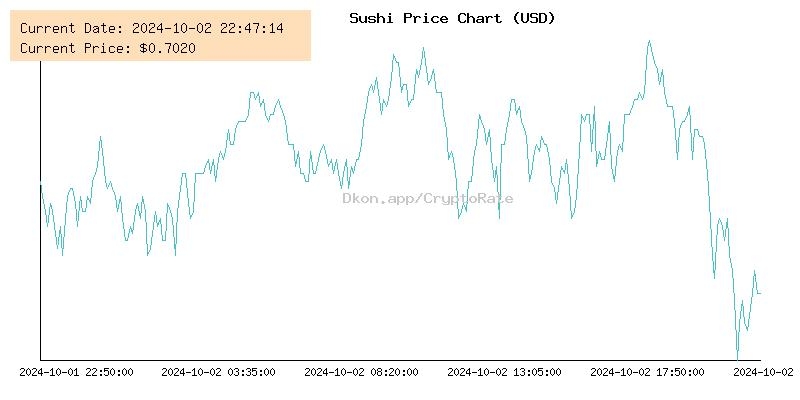 Sushi Price Chart (USD)
Current Date: 2024-10-02 22:47:14
Current Price: $0.7020
Dkon.app/CryptoRate
2024-10-01 22:50:00 2024-10-02 03:35:00 2024-10-02 08:20:00 2024-10-02 13:05:00 2024-10-02 17:50:00 2024-10-02